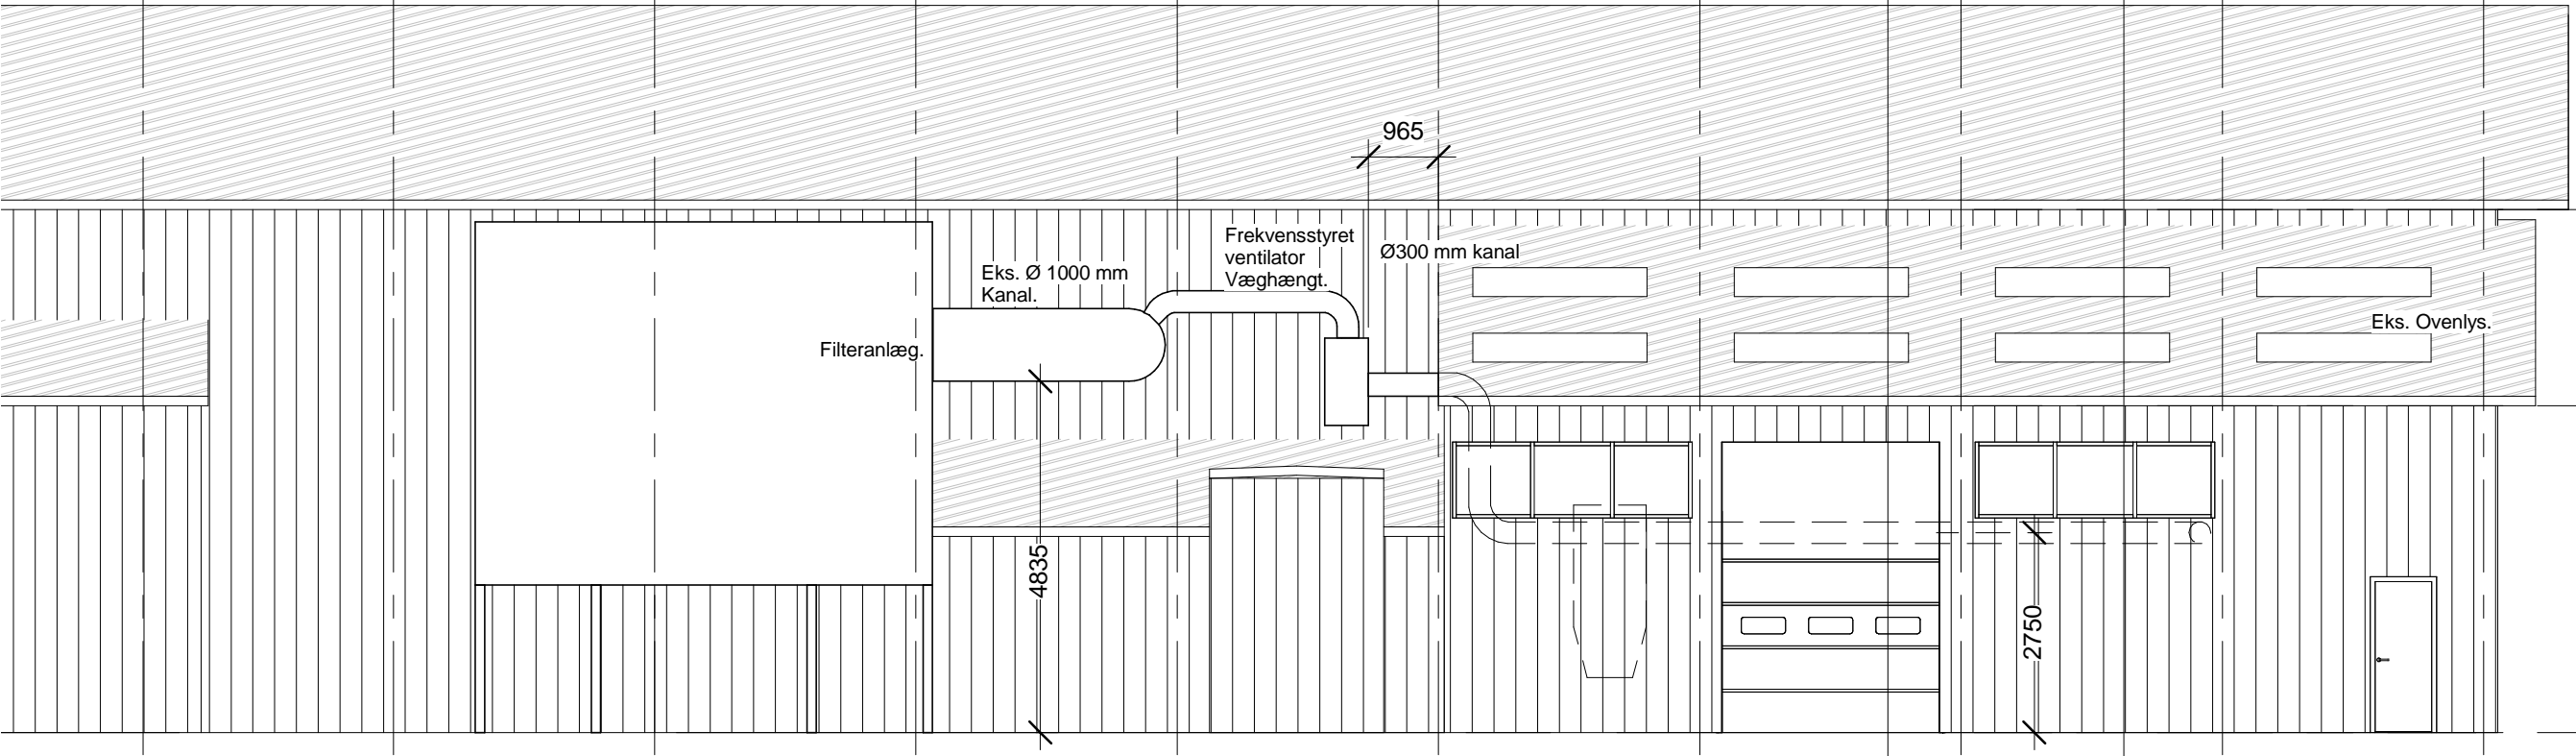 965
Frekvensstyret
ventilator
Væghængt.
Ø300 mm kanal
Eks. Ø 1000 mm
Kanal.
Eks. Ovenlys.
Filteranlæg.
4835
2750